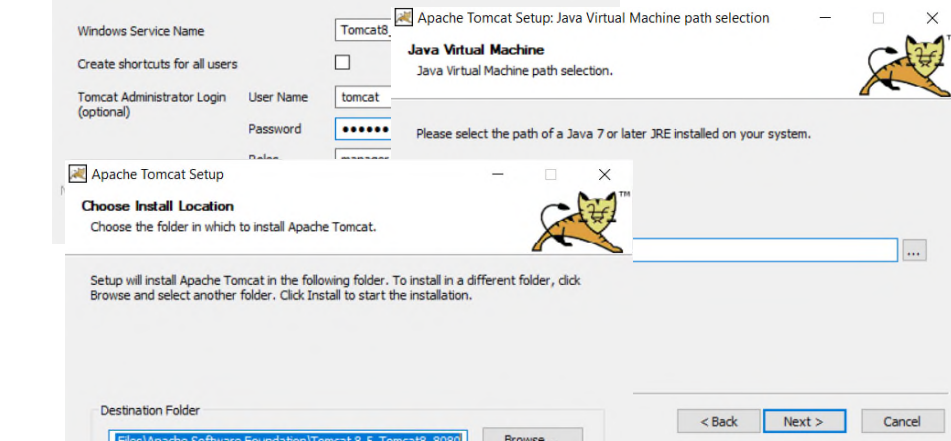 Windows Service Name
Tomcat8_
Create shortcuts for all users
Tomcat Administrator Login
(optional)
User Name
tomcat
Password
••••••
Apache Tomcat Setup: Java Virtual Machine path selection
Java Virtual Machine
Java Virtual Machine path selection.
Please select the path of a Java 7 or later JRE installed on your system.
...
< Back
Next >
Cancel
Apache Tomcat Setup
TM
Choose Install Location
Choose the folder in which to install Apache Tomcat.
Setup will install Apache Tomcat in the following folder. To install in a different folder, click
Browse and select another folder. Click Install to start the installation.
Destination Folder
Files\Apache Software Foundation\Tomcat 8.5_Tomcat8_8080
Browse...